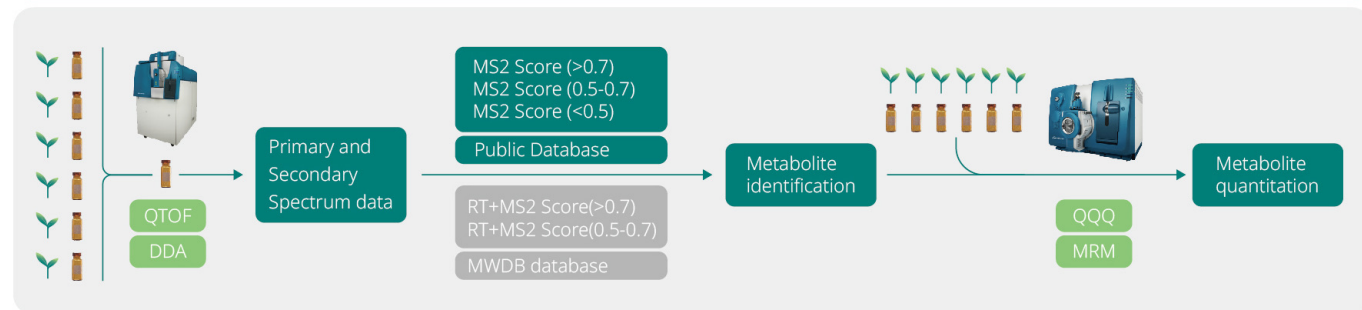 QTOF
DDA
Primary and
Secondary
Spectrum data
MS2 Score (>0.7)
MS2 Score (0.5-0.7)
MS2 Score (<0.5)
Public Database
RT+MS2 Score(>0.7)
RT+MS2 Score(0.5-0.7)
MWDB database
Metabolite
identification
QQQ
MRM
Metabolite
quantitation